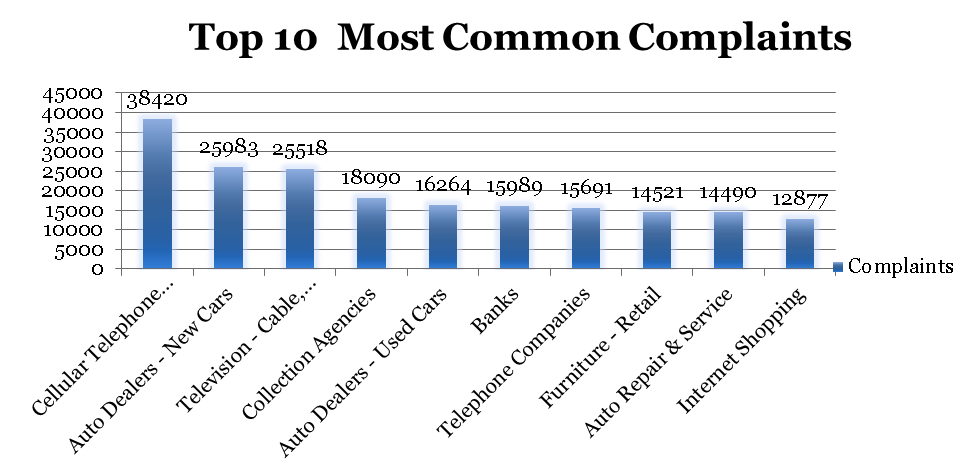 Top 10 Most Common Complaints
45000
40000
35000
30000
25000
20000
15000
10000
5000
0
38420
25983
25518
18090
16264
15989
15691
14521
14490
12877
Cellular Telephone...
Auto Dealers - New Cars
Television - Cable,...
Collection Agencies
Auto Dealers - Used Cars
Banks
Telephone Companies
Furniture - Retail
Auto Repair & Service
Internet Shopping
Complaints